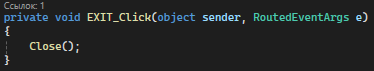 Ссылок: 1
private void EXIT_Click(object sender, RoutedEventArgs e)
{
    Close();
}